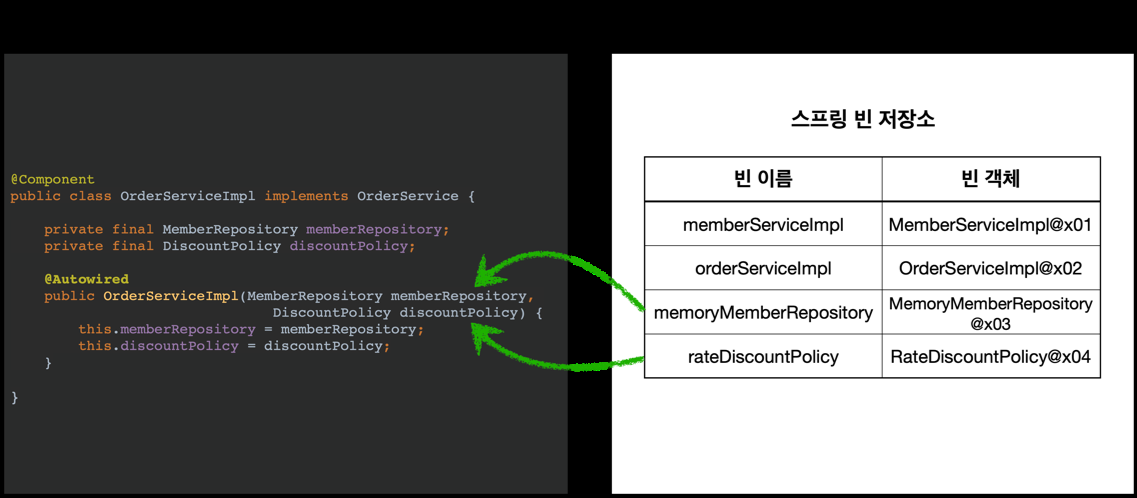 @Component
public class OrderServiceImpl implements OrderService {
private final MemberRepository memberRepository;
private final DiscountPolicy discountPolicy;
@Autowired
public OrderServiceImpl(MemberRepository memberRepository,
DiscountPolicy discountPolicy) {
this.memberRepository = memberRepository;
this.discountPolicy = discountPolicy;
}
}
스프링 빈 저장소
빈 이름 빈 객체
memberServiceImpl MemberServiceImpl@x01
orderServiceImpl OrderServiceImpl@x02
memoryMemberRepository MemoryMemberRepository
@x03
rateDiscountPolicy RateDiscountPolicy@x04